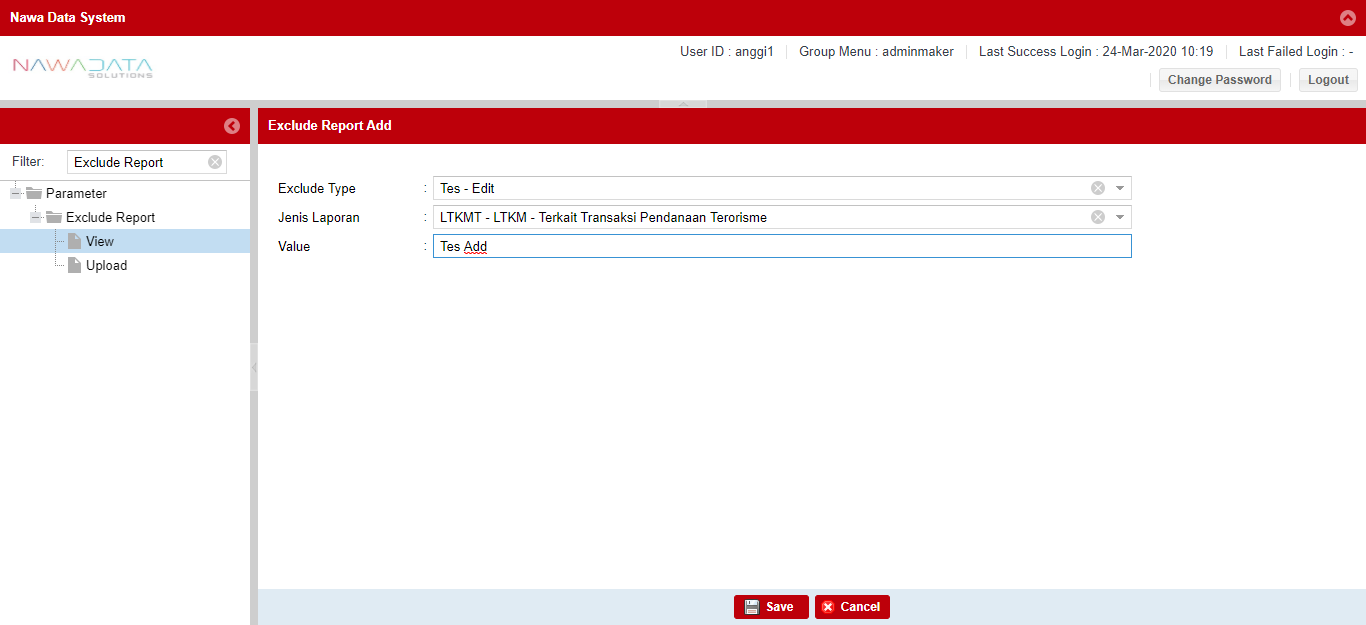 Nawa Data System
NAWADATA
SOLUTIONS
User ID : anggi1 Group Menu : adminmaker Last Success Login : 24-Mar-2020 10:19 Last Failed Login : -
Change Password Logout
Exclude Report Add
Filter: Exclude Report
Parameter
Exclude Report
View
Upload
Exclude Type : Tes - Edit
Jenis Laporan : LTKMT - LTKM - Terkait Transaksi Pendanaan Terorisme
Value : Tes Add
Save Cancel